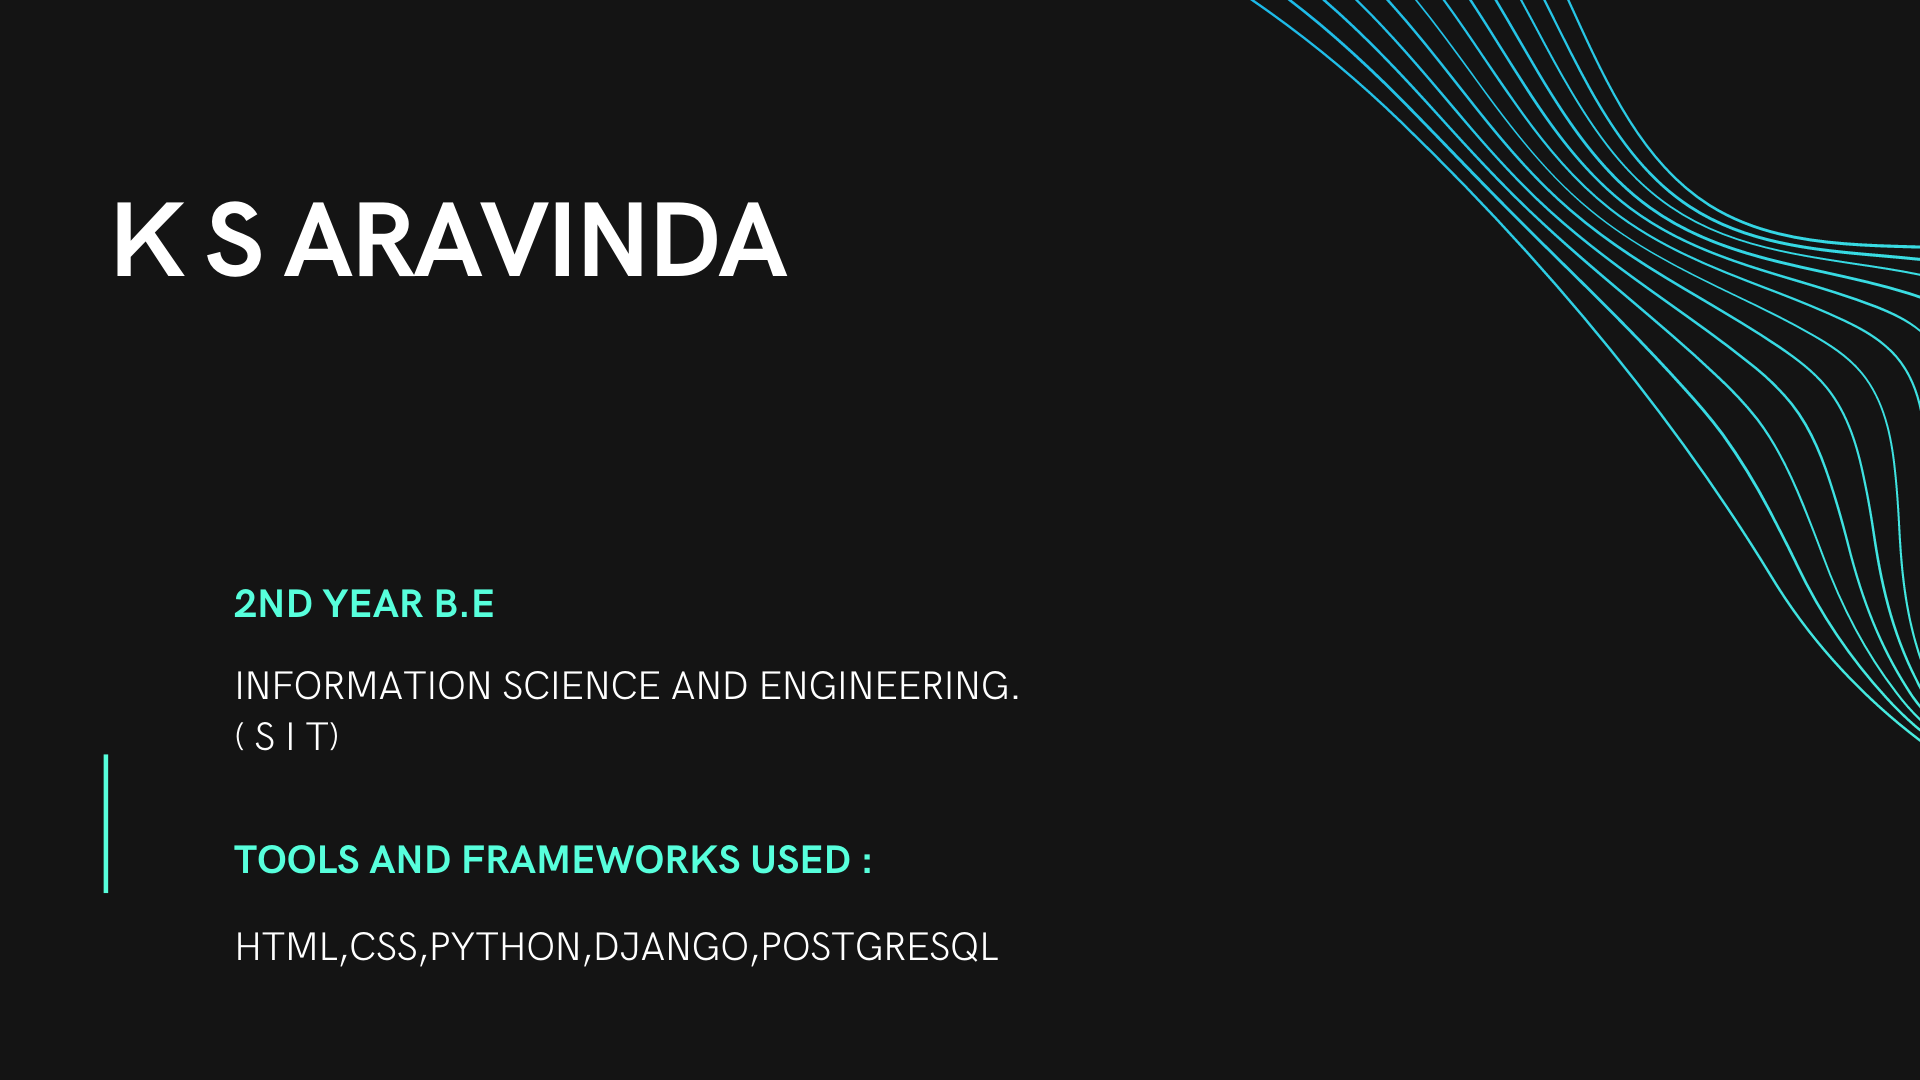 K S ARAVINDA
2ND YEAR B.E
INFORMATION SCIENCE AND ENGINEERING.
( S I T)
TOOLS AND FRAMEWORKS USED :
HTML,CSS,PYTHON,DJANGO,POSTGRESQL